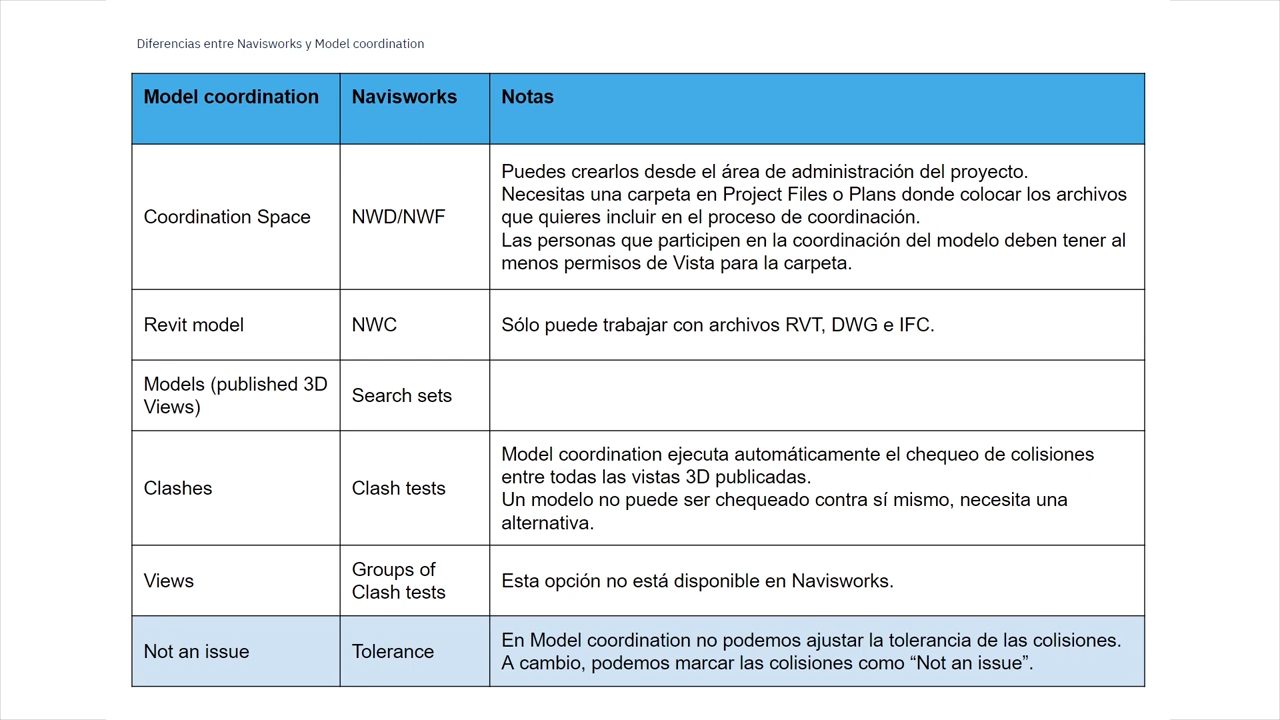 Diferencias entre Navisworks y Model coordination
Model coordination
Navisworks
Notas
Coordination Space
NWD/NWF
Puedes crearlos desde el área de administración del proyecto.
Necesitas una carpeta en Project Files o Plans donde colocar los archivos
que quieres incluir en el proceso de coordinación.
Las personas que participen en la coordinación del modelo deben tener al
menos permisos de Vista para la carpeta.
Revit model
NWC
Sólo puede trabajar con archivos RVT, DWG e IFC.
Models (published 3D
Views)
Search sets
Clashes
Clash tests
Model coordination ejecuta automáticamente el chequeo de colisiones
entre todas las vistas 3D publicadas.
Un modelo no puede ser chequeado contra sí mismo, necesita una
alternativa.
Views
Groups of
Clash tests
Esta opción no está disponible en Navisworks.
Not an issue
Tolerance
En Model coordination no podemos ajustar la tolerancia de las colisiones.
A cambio, podemos marcar las colisiones como “Not an issue”.